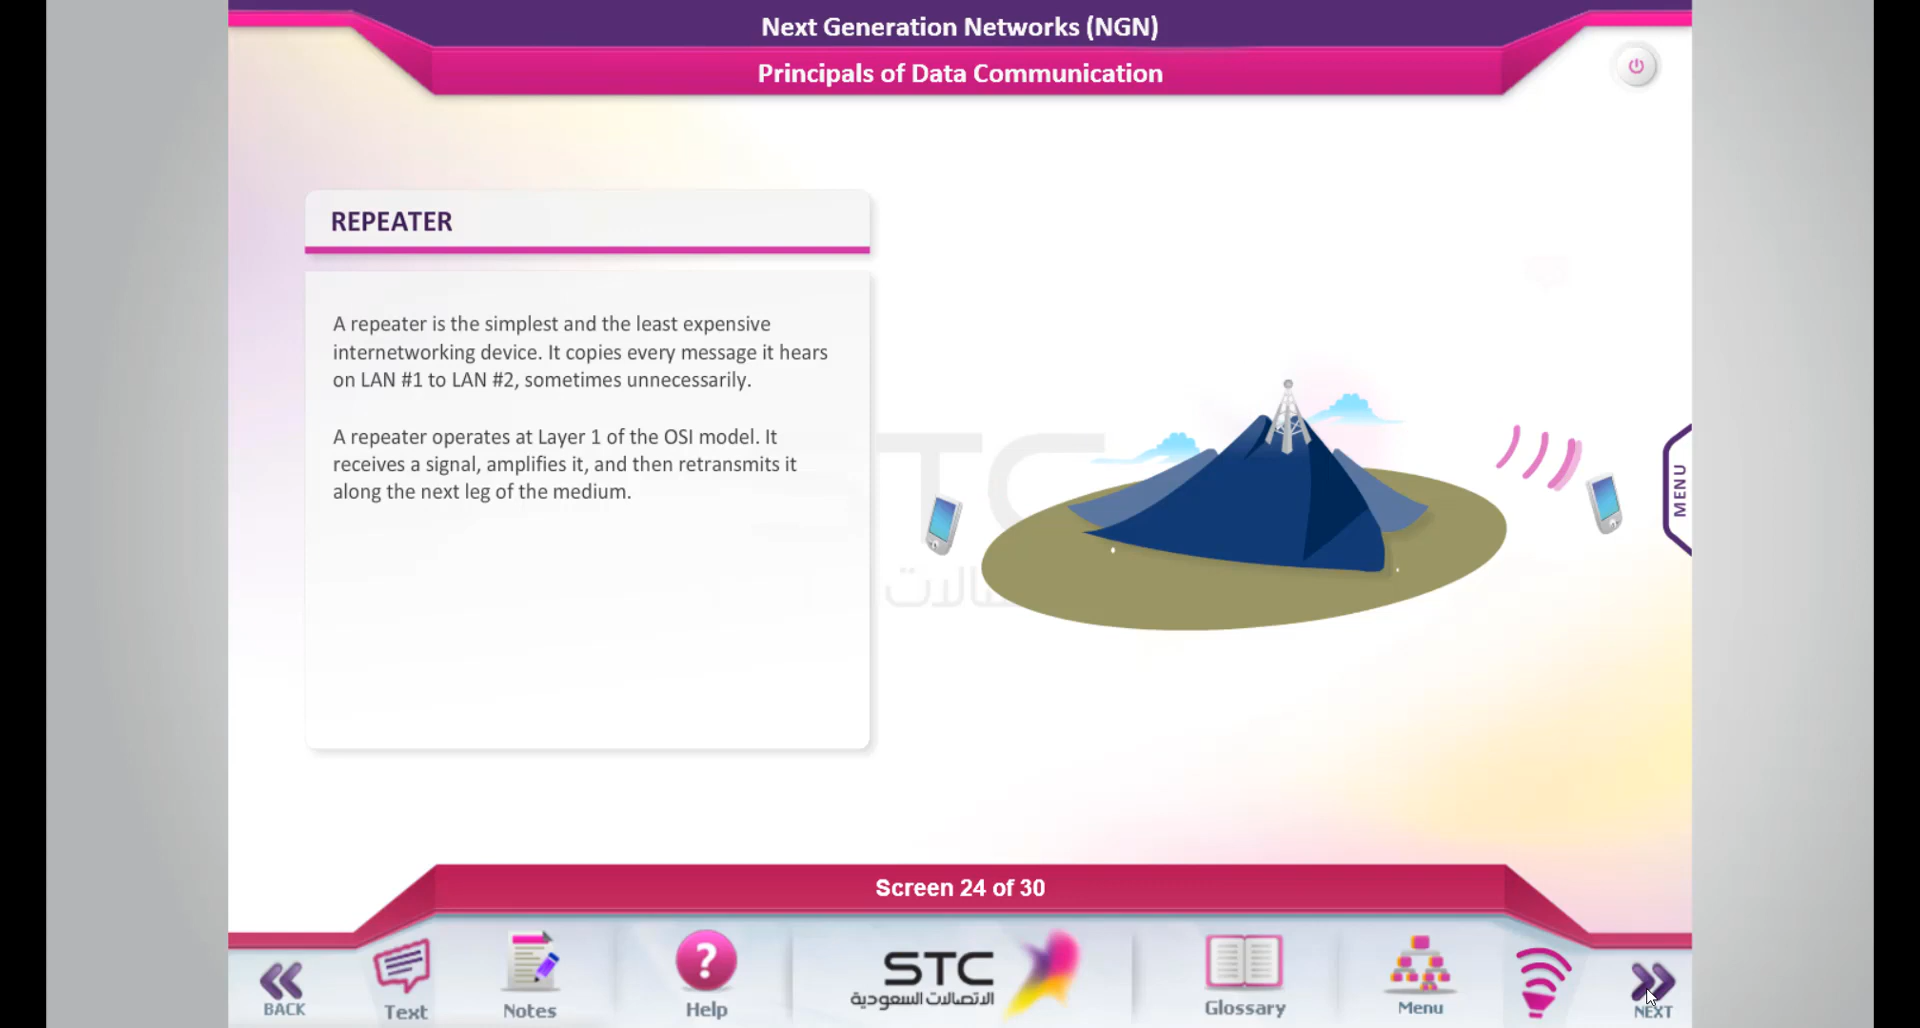 Next Generation Networks (NGN)
Principals of Data Communication
REPEATER
A repeater is the simplest and the least expensive
internetworking device. It copies every message it hears
on LAN #1 to LAN #2, sometimes unnecessarily.
A repeater operates at Layer 1 of the OSI model. It
receives a signal, amplifies it, and then retransmits it
along the next leg of the medium.
MENU
Screen 24 of 30
BACK
Text
Notes
Help
STC
الاتصالات السعودية
Glossary
Menu
NEXT